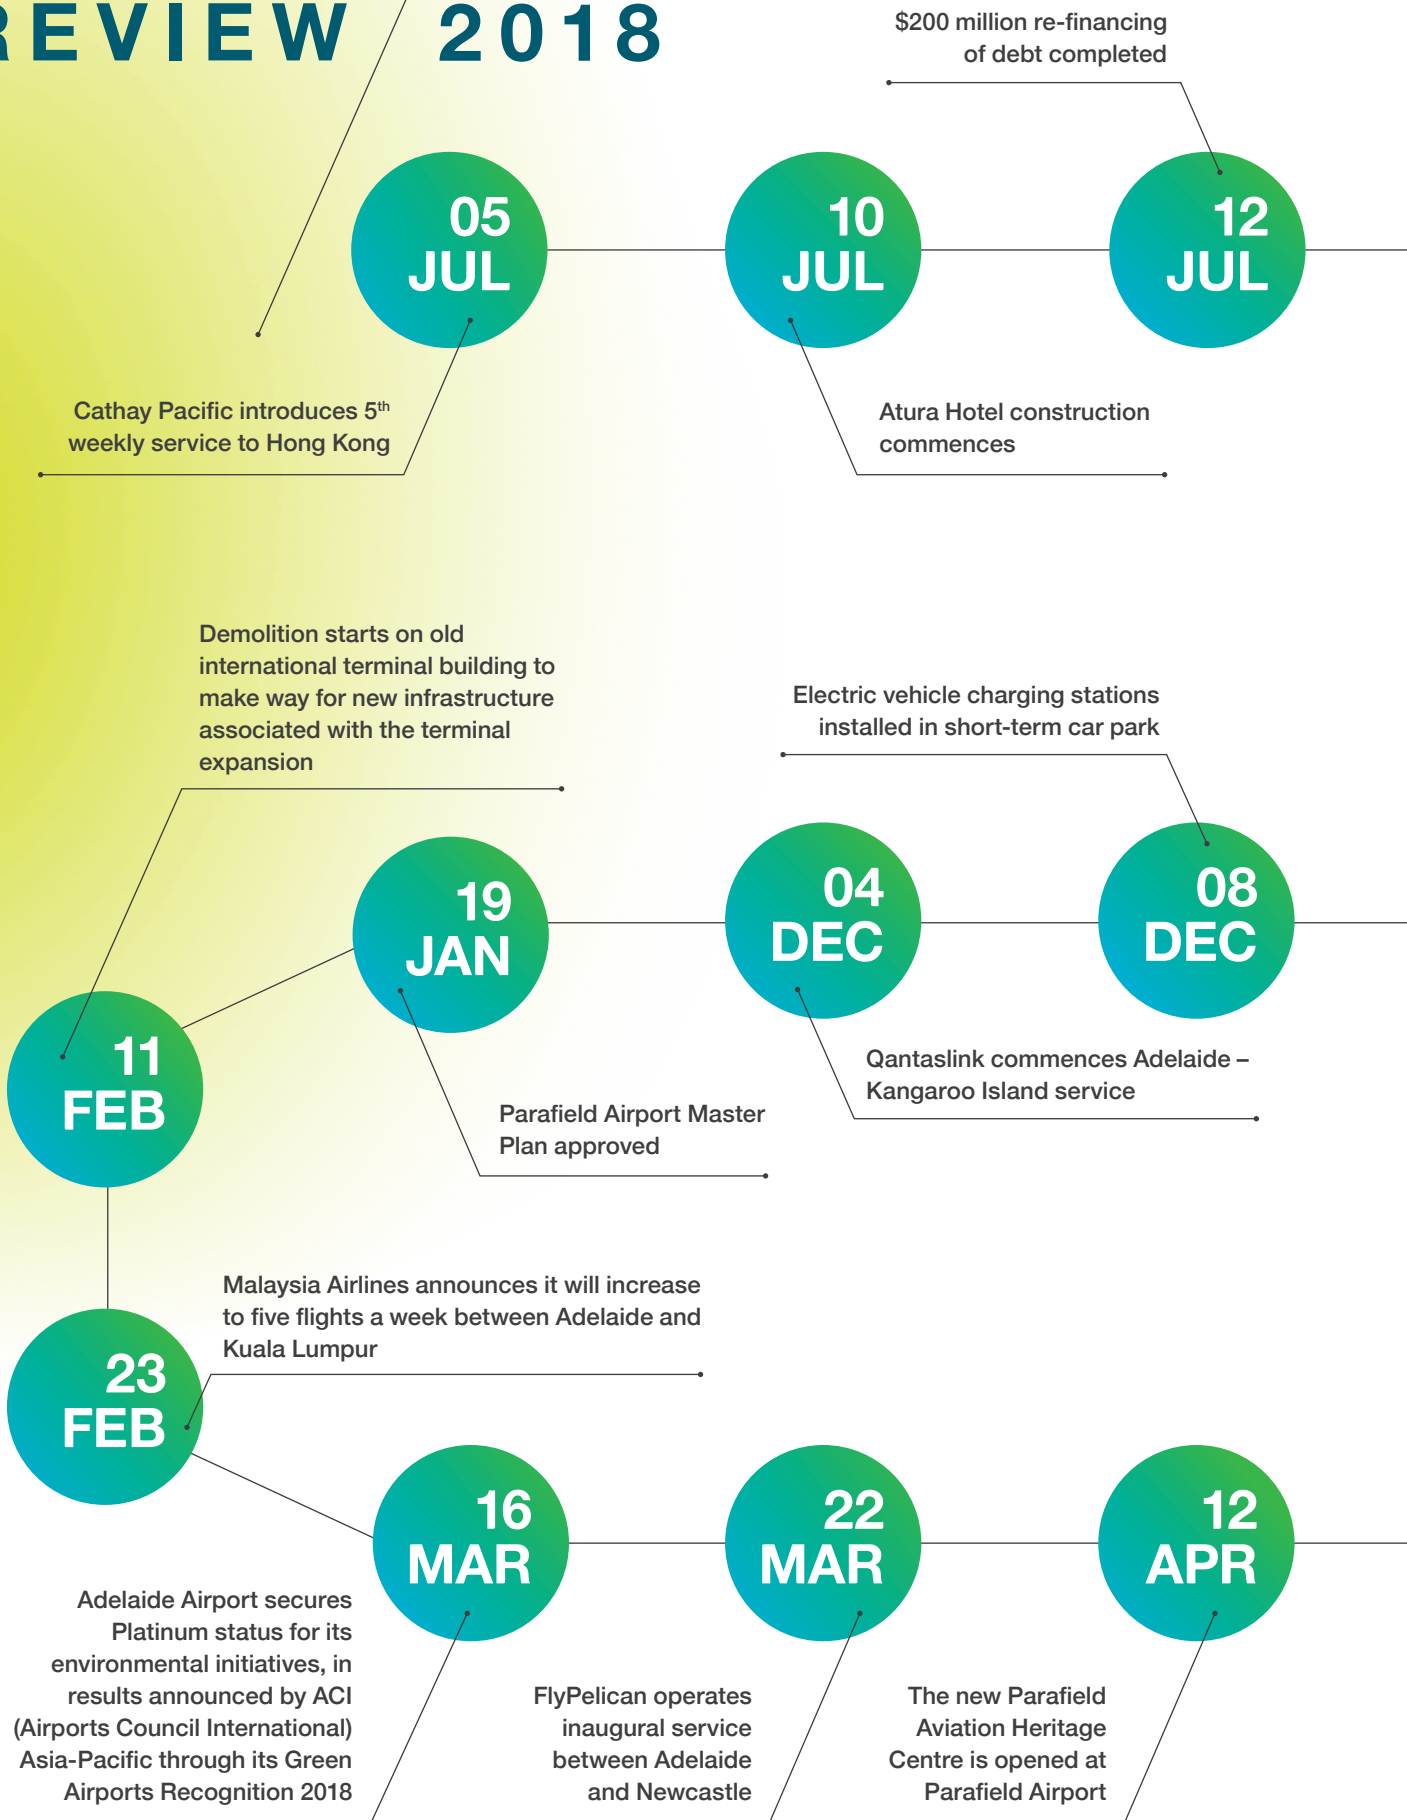 REVIEW 2018
$200 million re-financing
of debt completed
05
JUL
10
JUL
12
JUL
Cathay Pacific introduces 5th
weekly service to Hong Kong
Atura Hotel construction
commences
Demolition starts on old
international terminal building to
make way for new infrastructure
associated with the terminal
expansion
Electric vehicle charging stations
installed in short-term car park
19
JAN
04
DEC
08
DEC
11
FEB
Qantaslink commences Adelaide –
Kangaroo Island service
Parafield Airport Master
Plan approved
Malaysia Airlines announces it will increase
to five flights a week between Adelaide and
Kuala Lumpur
23
FEB
16
MAR
22
MAR
12
APR
Adelaide Airport secures
Platinum status for its
environmental initiatives, in
results announced by ACI
(Airports Council International)
Asia-Pacific through its Green
Airports Recognition 2018
FlyPelican operates
inaugural service
between Adelaide
and Newcastle
The new Parafield
Aviation Heritage
Centre is opened at
Parafield Airport